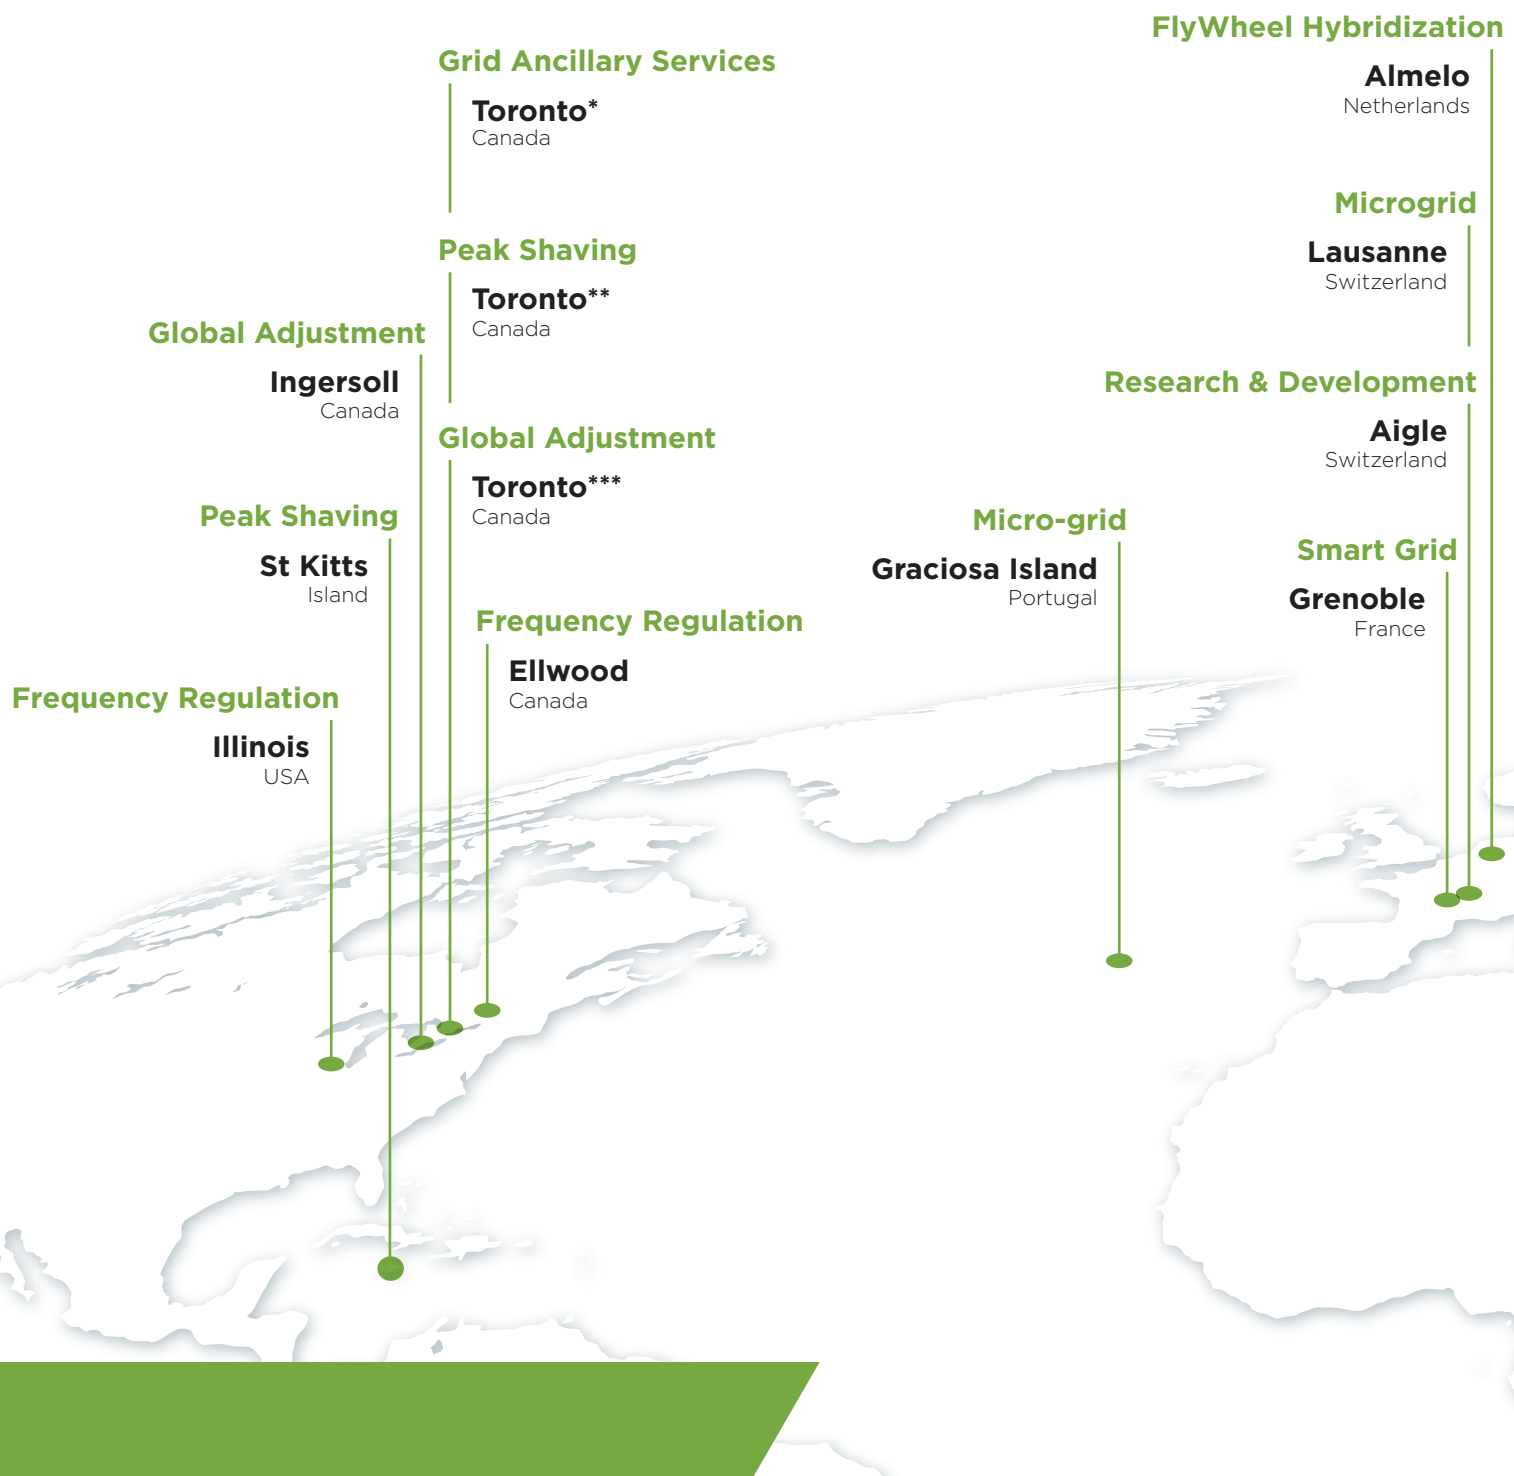 FlyWheel Hybridization
Almelo
Netherlands
Grid Ancillary Services
Toronto*
Canada
Microgrid
Lausanne
Switzerland
Peak Shaving
Toronto**
Canada
Global Adjustment
Ingersoll
Canada
Research & Development
Aigle
Switzerland
Global Adjustment
Toronto***
Canada
Peak Shaving
St Kitts
Island
Micro-grid
Graciosa Island
Portugal
Smart Grid
Grenoble
France
Frequency Regulation
Ellwood
Canada
Frequency Regulation
Illinois
USA